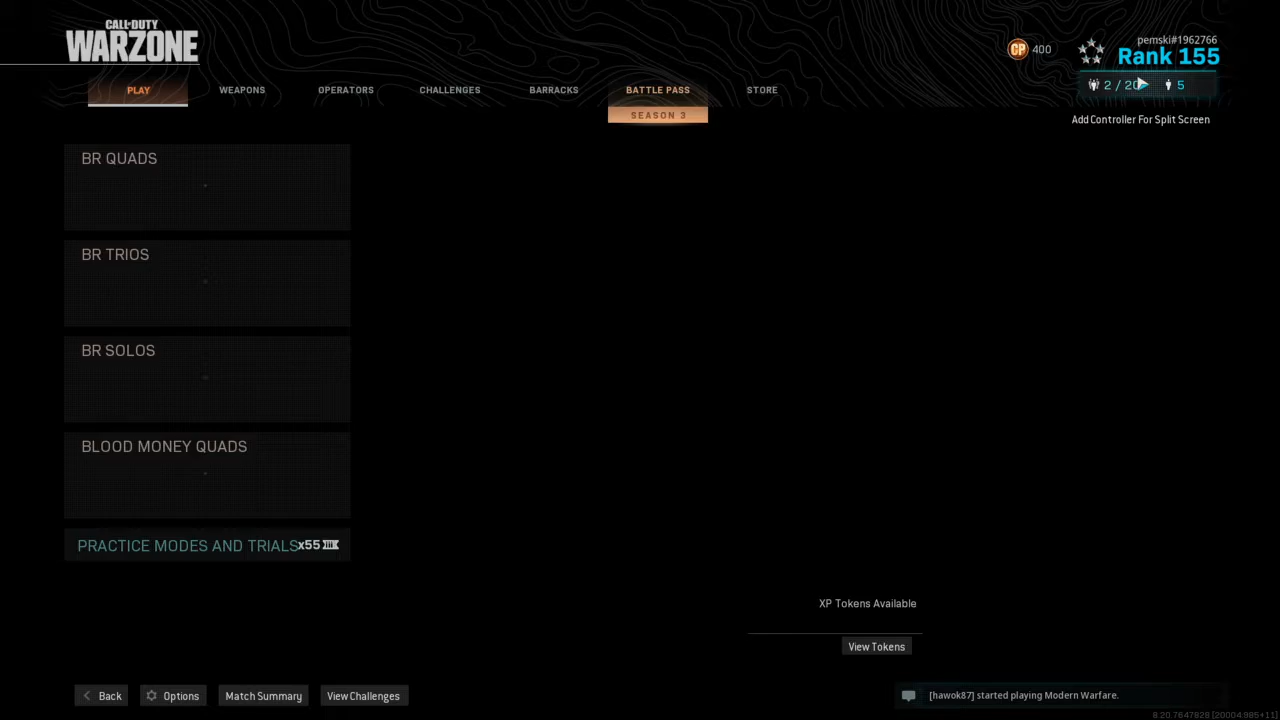 CALL OF DUTY
WARZONE
CP 400
pemski#1962766
Rank 155
2 / 20
5
PLAY
WEAPONS
OPERATORS
CHALLENGES
BARRACKS
BATTLE PASS
STORE
SEASON 3
Add Controller For Split Screen
BR QUADS
BR TRIOS
BR SOLOS
BLOOD MONEY QUADS
PRACTICE MODES AND TRIALS x55
XP Tokens Available
View Tokens
Back
Options
Match Summary
View Challenges
[hawok87] started playing Modern Warfare.